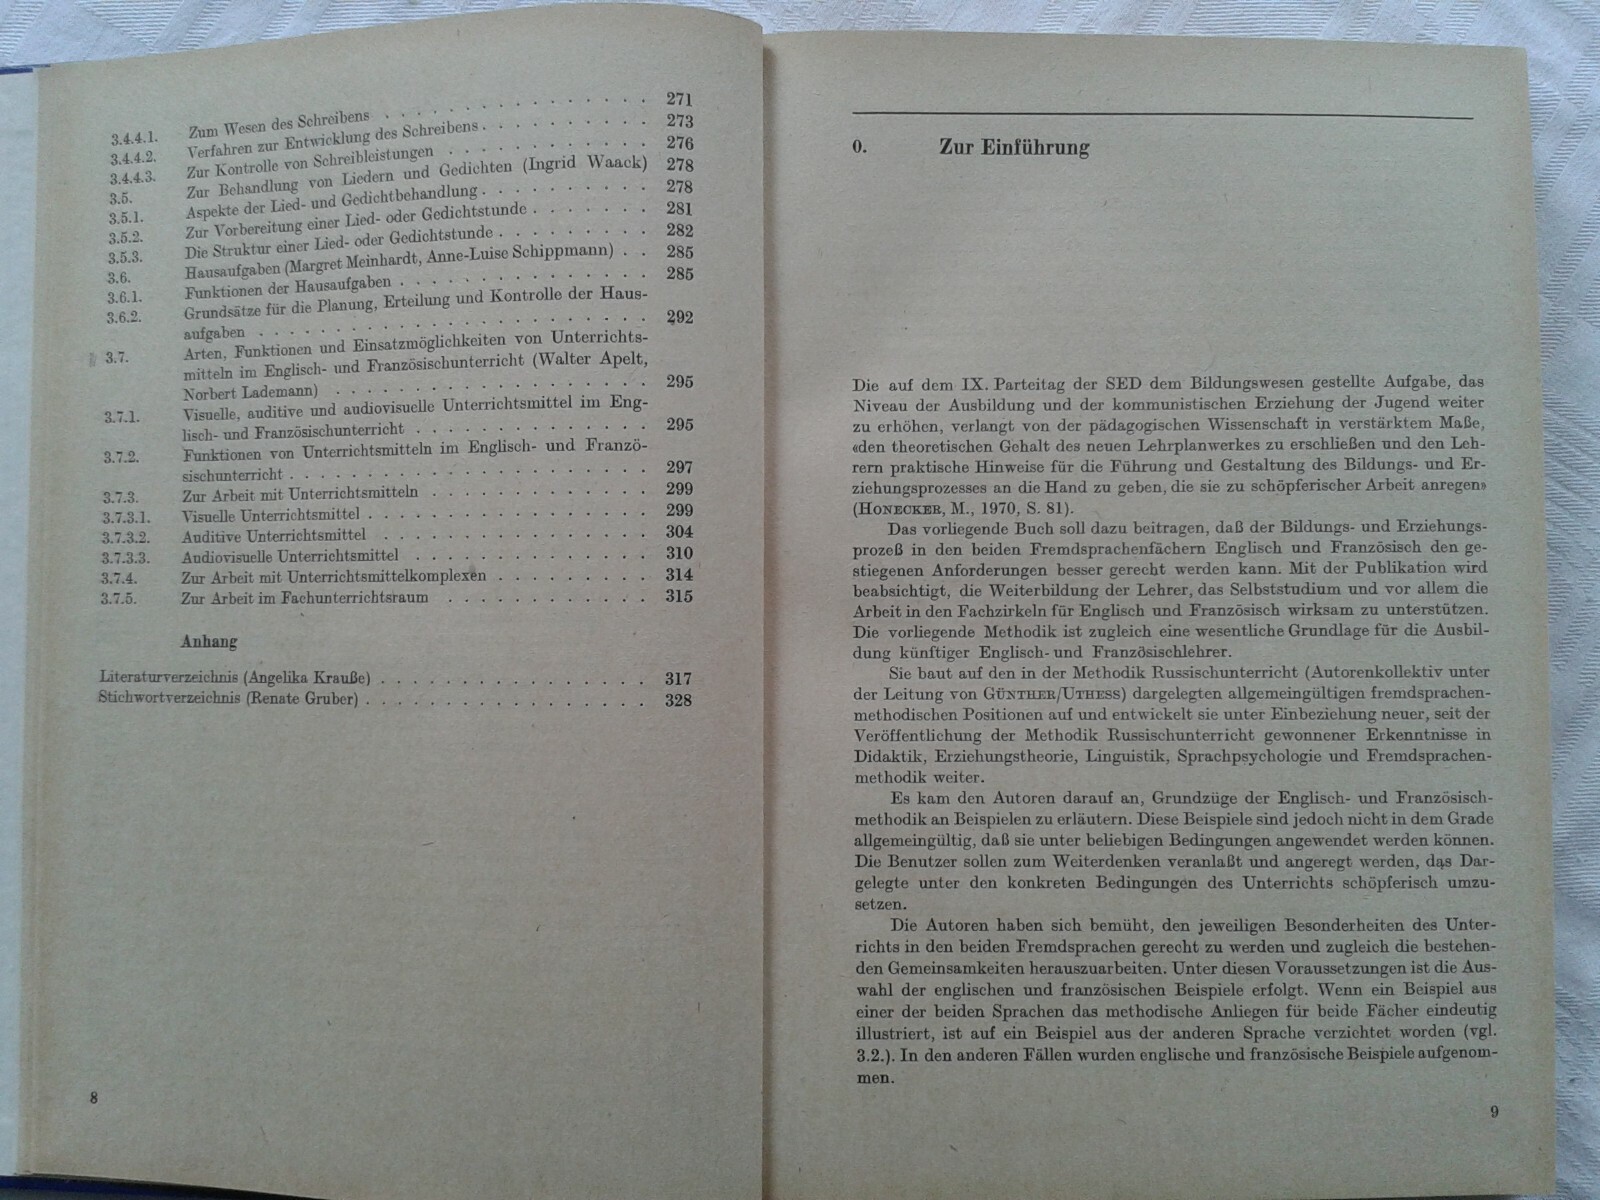 3.4.4.1. Zum Wesen des Schreibens . . . . . . . . . . . . . . . 271
3.4.4.2. Verfahren zur Entwicklung des Schreibens . . . . . . . . . 273
3.4.4.3. Zur Kontrolle von Schreibleistungen . . . . . . . . . . . 276
3.5. Zur Behandlung von Liedern und Gedichten (Ingrid Waack) 278
3.5.1. Aspekte der Lied- und Gedichtbehandlung . . . . . . . . . 278
3.5.2. Zur Vorbereitung einer Lied- oder Gedichtstunde . . . . . . . 281
3.5.3. Die Struktur einer Lied- oder Gedichtstunde . . . . . . . . 282
3.6. Hausaufgaben (Margret Meinhardt, Anne-Luise Schippmann) . . 285
3.6.1. Funktionen der Hausaufgaben . . . . . . . . . . . . . 285
3.6.2. Grundsätze für die Planung, Erteilung und Kontrolle der Haus-
aufgaben . . . . . . . . . . . . . . . . . . . . 292
3.7. Arten, Funktionen und Einsatzmöglichkeiten von Unterrichts-
mitteln im Englisch- und Französischunterricht (Walter Apelt,
Norbert Lademann) . . . . . . . . . . . . . . . . 295
3.7.1. Visuelle, auditive und audiovisuelle Unterrichtsmittel im Eng-
lisch- und Französischunterricht . . . . . . . . . . . . 295
3.7.2. Funktionen von Unterrichtsmitteln im Englisch- und Franzö-
sischunterricht . . . . . . . . . . . . . . . . . . 297
3.7.3. Zur Arbeit mit Unterrichtsmitteln . . . . . . . . . . . 299
3.7.3.1. Visuelle Unterrichtsmittel . . . . . . . . . . . . . . 299
3.7.3.2. Auditive Unterrichtsmittel . . . . . . . . . . . . . . 304
3.7.3.3. Audiovisuelle Unterrichtsmittel . . . . . . . . . . . . 310
3.7.4. Zur Arbeit mit Unterrichtsmittelkomplexen . . . . . . . . 314
3.7.5. Zur Arbeit im Fachunterrichtsraum . . . . . . . . . . 315
Anhang
Literaturverzeichnis (Angelika Krauße) . . . . . . . . . . . . . 317
Stichwortverzeichnis (Renate Gruber) . . . . . . . . . . . . . . 328
8
0. Zur Einführung
Die auf dem IX. Parteitag der SED dem Bildungswesen gestellte Aufgabe, das
Niveau der Ausbildung und der kommunistischen Erziehung der Jugend weiter
zu erhöhen, verlangt von der pädagogischen Wissenschaft in verstärktem Maße,
«den theoretischen Gehalt des neuen Lehrplanwerkes zu erschließen und den Leh-
rern praktische Hinweise für die Führung und Gestaltung des Bildungs- und Er-
ziehungsprozesses an die Hand zu geben, die sie zu schöpferischer Arbeit anregen»
(HONECKER, M., 1970, S. 81).
Das vorliegende Buch soll dazu beitragen, daß der Bildungs- und Erziehungs-
prozeß in den beiden Fremdsprachenfächern Englisch und Französisch den ge-
stiegenen Anforderungen besser gerecht werden kann. Mit der Publikation wird
beabsichtigt, die Weiterbildung der Lehrer, das Selbststudium und vor allem die
Arbeit in den Fachzirkeln für Englisch und Französisch wirksam zu unterstützen.
Die vorliegende Methodik ist zugleich eine wesentliche Grundlage für die Ausbil-
dung künftiger Englisch- und Französischlehrer.
Sie baut auf den in der Methodik Russischunterricht (Autorenkollektiv unter
der Leitung von GÜNTHER/UTHESS) dargelegten allgemeingültigen fremdsprachen-
methodischen Positionen auf und entwickelt sie unter Einbeziehung neuer, seit der
Veröffentlichung der Methodik Russischunterricht gewonnener Erkenntnisse in
Didaktik, Erziehungstheorie, Linguistik, Sprachpsychologie und Fremdsprachen-
methodik weiter.
Es kam den Autoren darauf an, Grundzüge der Englisch- und Französisch-
methodik an Beispielen zu erläutern. Diese Beispiele sind jedoch nicht in dem Grade
allgemeingültig, daß sie unter beliebigen Bedingungen angewendet werden können.
Die Benutzer sollen zum Weiterdenken veranlaßt und angeregt werden, das Dar-
gelegte unter den konkreten Bedingungen des Unterrichts schöpferisch umzu-
setzen.
Die Autoren haben sich bemüht, den jeweiligen Besonderheiten des Unter-
richts in den beiden Fremdsprachen gerecht zu werden und zugleich die bestehen-
den Gemeinsamkeiten herauszuarbeiten. Unter diesen Voraussetzungen ist die Aus-
wahl der englischen und französischen Beispiele erfolgt. Wenn ein Beispiel aus
einer der beiden Sprachen das methodische Anliegen für beide Fächer eindeutig
illustriert, ist auf ein Beispiel aus der anderen Sprache verzichtet worden (vgl.
3.2.). In den anderen Fällen wurden englische und französische Beispiele aufgenom-
men.
9